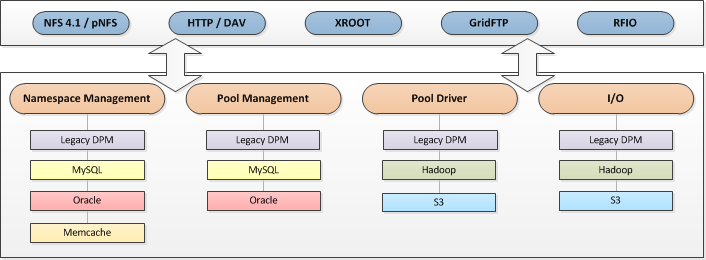 NFS 4.1 / pNFS
HTTP / DAV
XROOT
GridFTP
RFIO
Namespace Management
Pool Management
Pool Driver
I/O
Legacy DPM
Legacy DPM
Legacy DPM
Legacy DPM
MySQL
MySQL
Hadoop
Hadoop
Oracle
Oracle
S3
S3
Memcache